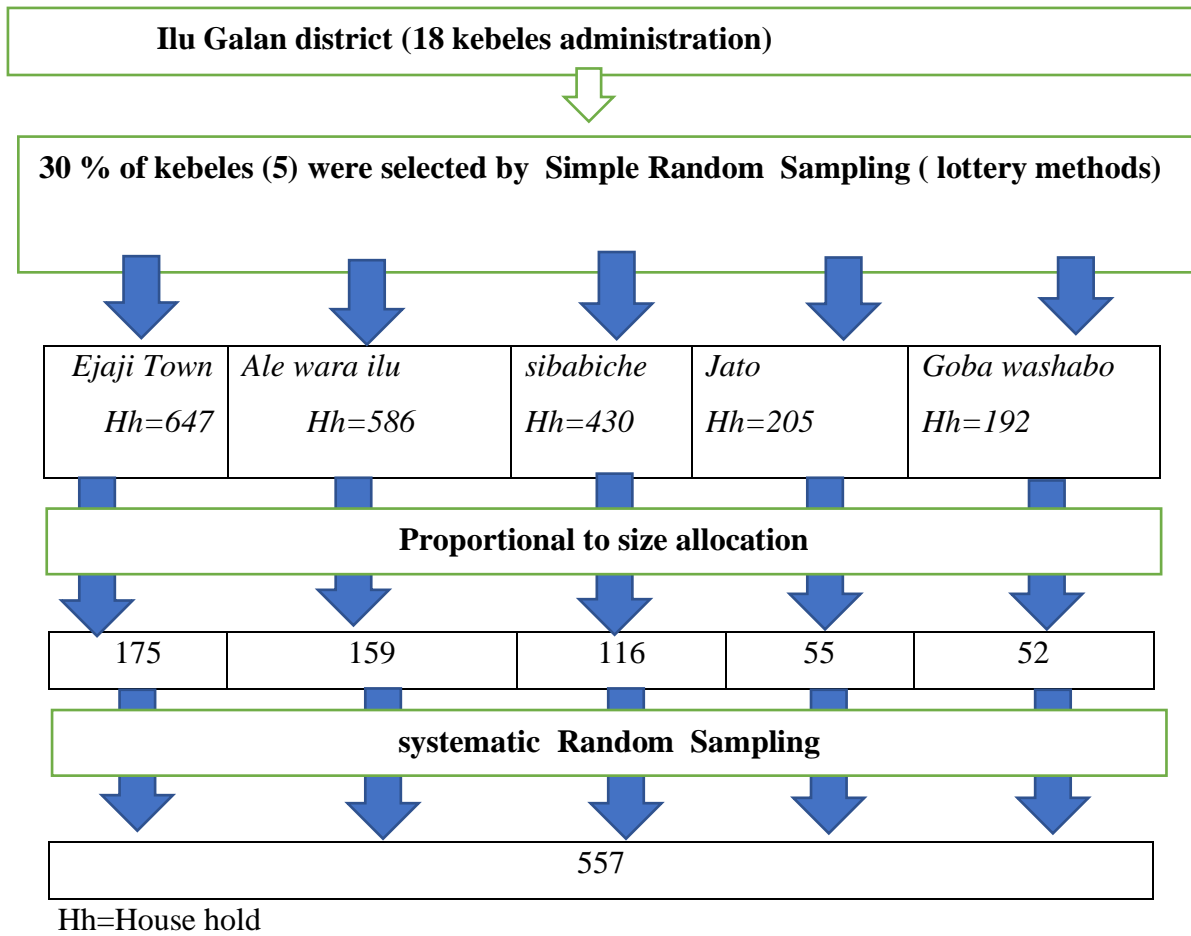 Ilu Galan district (18 kebeles administration)
30 % of kebeles (5) were selected by Simple Random Sampling ( lottery methods)
Ejaji Town
Hh=647
Ale wara ilu
Hh=586
sibabiche
Hh=430
Jato
Hh=205
Goba washabo
Hh=192
Proportional to size allocation
175
159
116
55
52
systematic Random Sampling
557
Hh=House hold